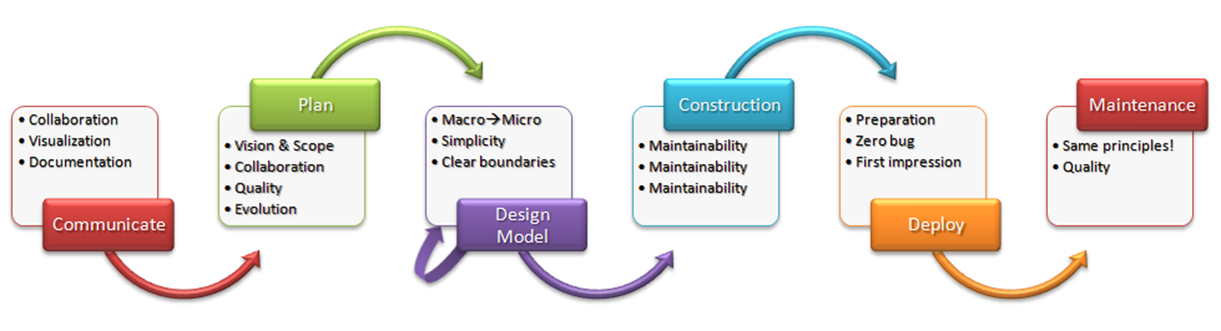 • Collaboration
• Visualization
• Documentation
Communicate
Plan
• Vision & Scope
• Collaboration
• Quality
• Evolution
• Macro→Micro
• Simplicity
• Clear boundaries
Design
Model
Construction
• Maintainability
• Maintainability
• Maintainability
• Preparation
• Zero bug
• First impression
Deploy
Maintenance
• Same principles!
• Quality